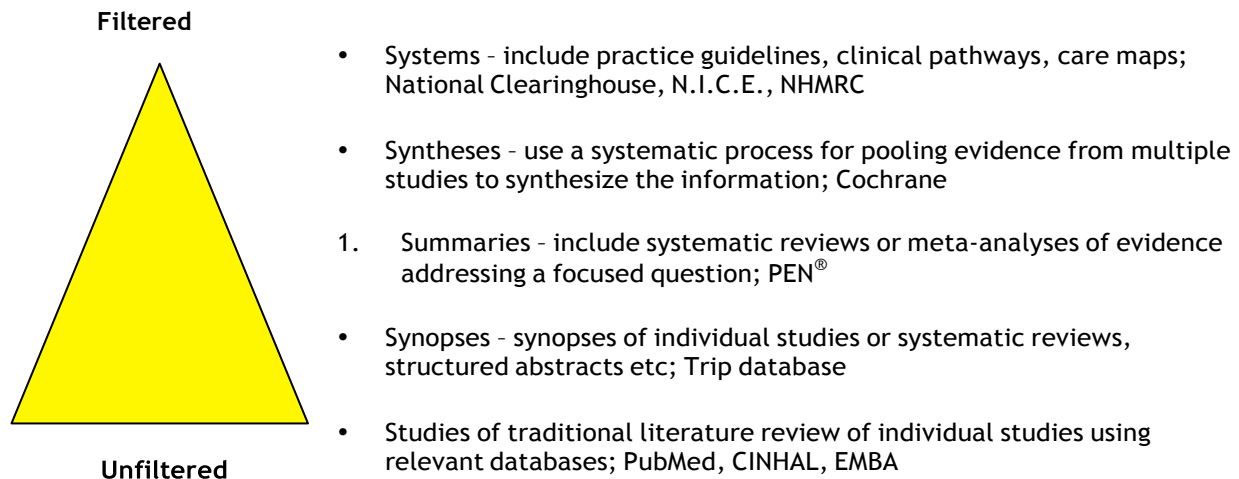 Filtered
• Systems – include practice guidelines, clinical pathways, care maps;
National Clearinghouse, N.I.C.E., NHMRC
• Syntheses – use a systematic process for pooling evidence from multiple
studies to synthesize the information; Cochrane
1. Summaries – include systematic reviews or meta-analyses of evidence
addressing a focused question; PEN®
• Synopses – synopses of individual studies or systematic reviews,
structured abstracts etc; Trip database
• Studies of traditional literature review of individual studies using
relevant databases; PubMed, CINHAL, EMBA
Unfiltered